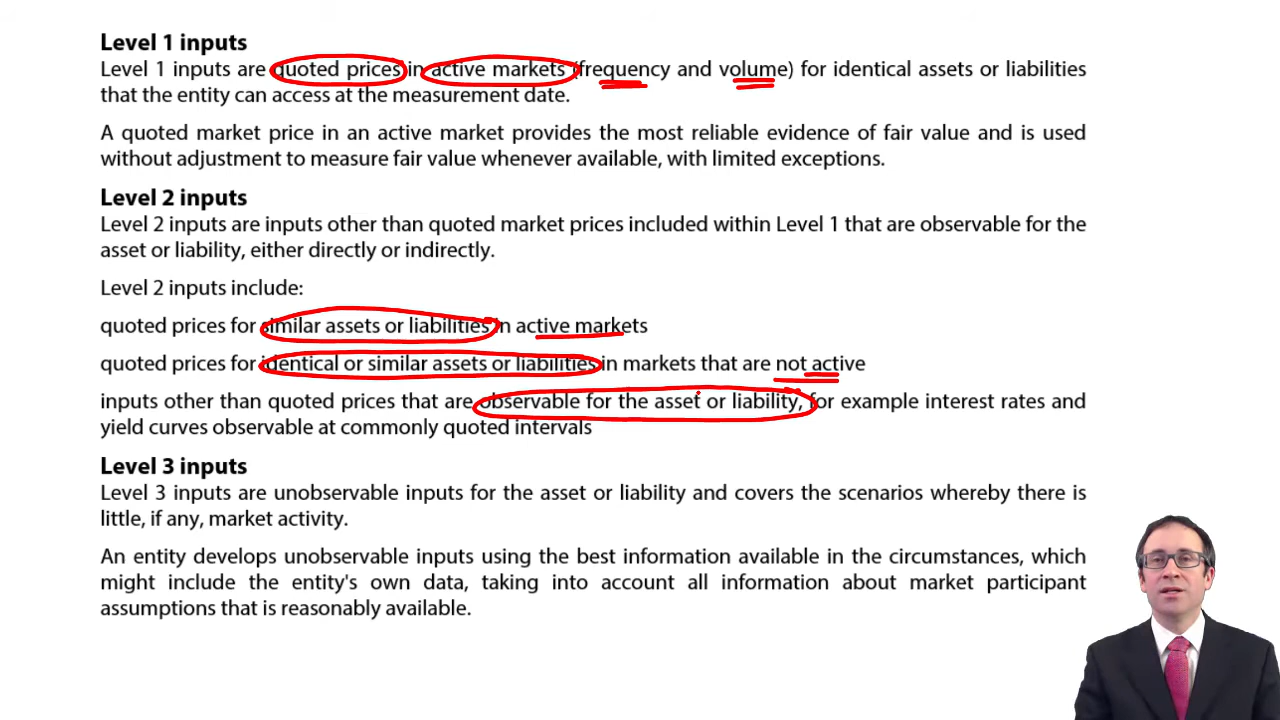 Level 1 inputs
Level 1 inputs are quoted prices in active markets (frequency and volume) for identical assets or liabilities
that the entity can access at the measurement date.
A quoted market price in an active market provides the most reliable evidence of fair value and is used
without adjustment to measure fair value whenever available, with limited exceptions.
Level 2 inputs
Level 2 inputs are inputs other than quoted market prices included within Level 1 that are observable for the
asset or liability, either directly or indirectly.
Level 2 inputs include:
quoted prices for similar assets or liabilities in active markets
quoted prices for identical or similar assets or liabilities in markets that are not active
inputs other than quoted prices that are observable for the asset or liability, for example interest rates and
yield curves observable at commonly quoted intervals
Level 3 inputs
Level 3 inputs are unobservable inputs for the asset or liability and covers the scenarios whereby there is
little, if any, market activity.
An entity develops unobservable inputs using the best information available in the circumstances, which
might include the entity's own data, taking into account all information about market participant
assumptions that is reasonably available.